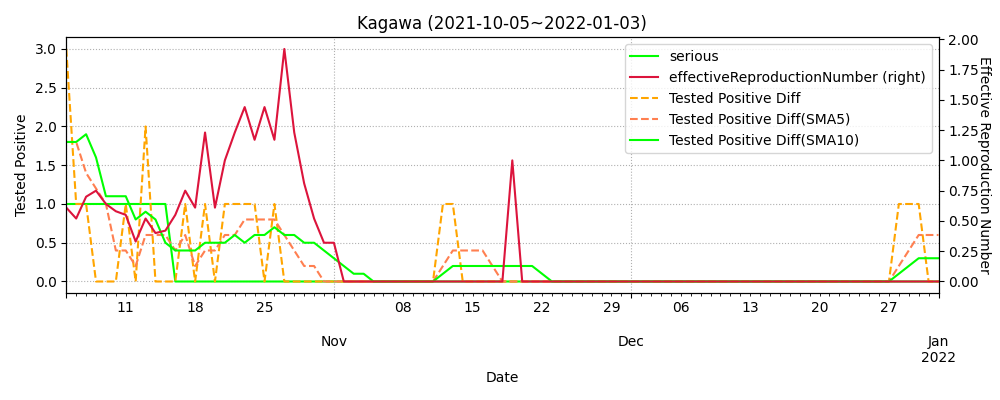 Kagawa (2021-10-05~2022-01-03)
Tested Positive
3.0
2.5
2.0
1.5
1.0
0.5
0.0
serious
effectiveReproductionNumber (right)
Tested Positive Diff
Tested Positive Diff(SMA5)
Tested Positive Diff(SMA10)
2.00
1.75
1.50
1.25
1.00
0.75
0.50
0.25
0.00
Effective Reproduction Number
11 18 25 08 15 22 29 06 13 20 27
Nov Dec Jan
2022
Date